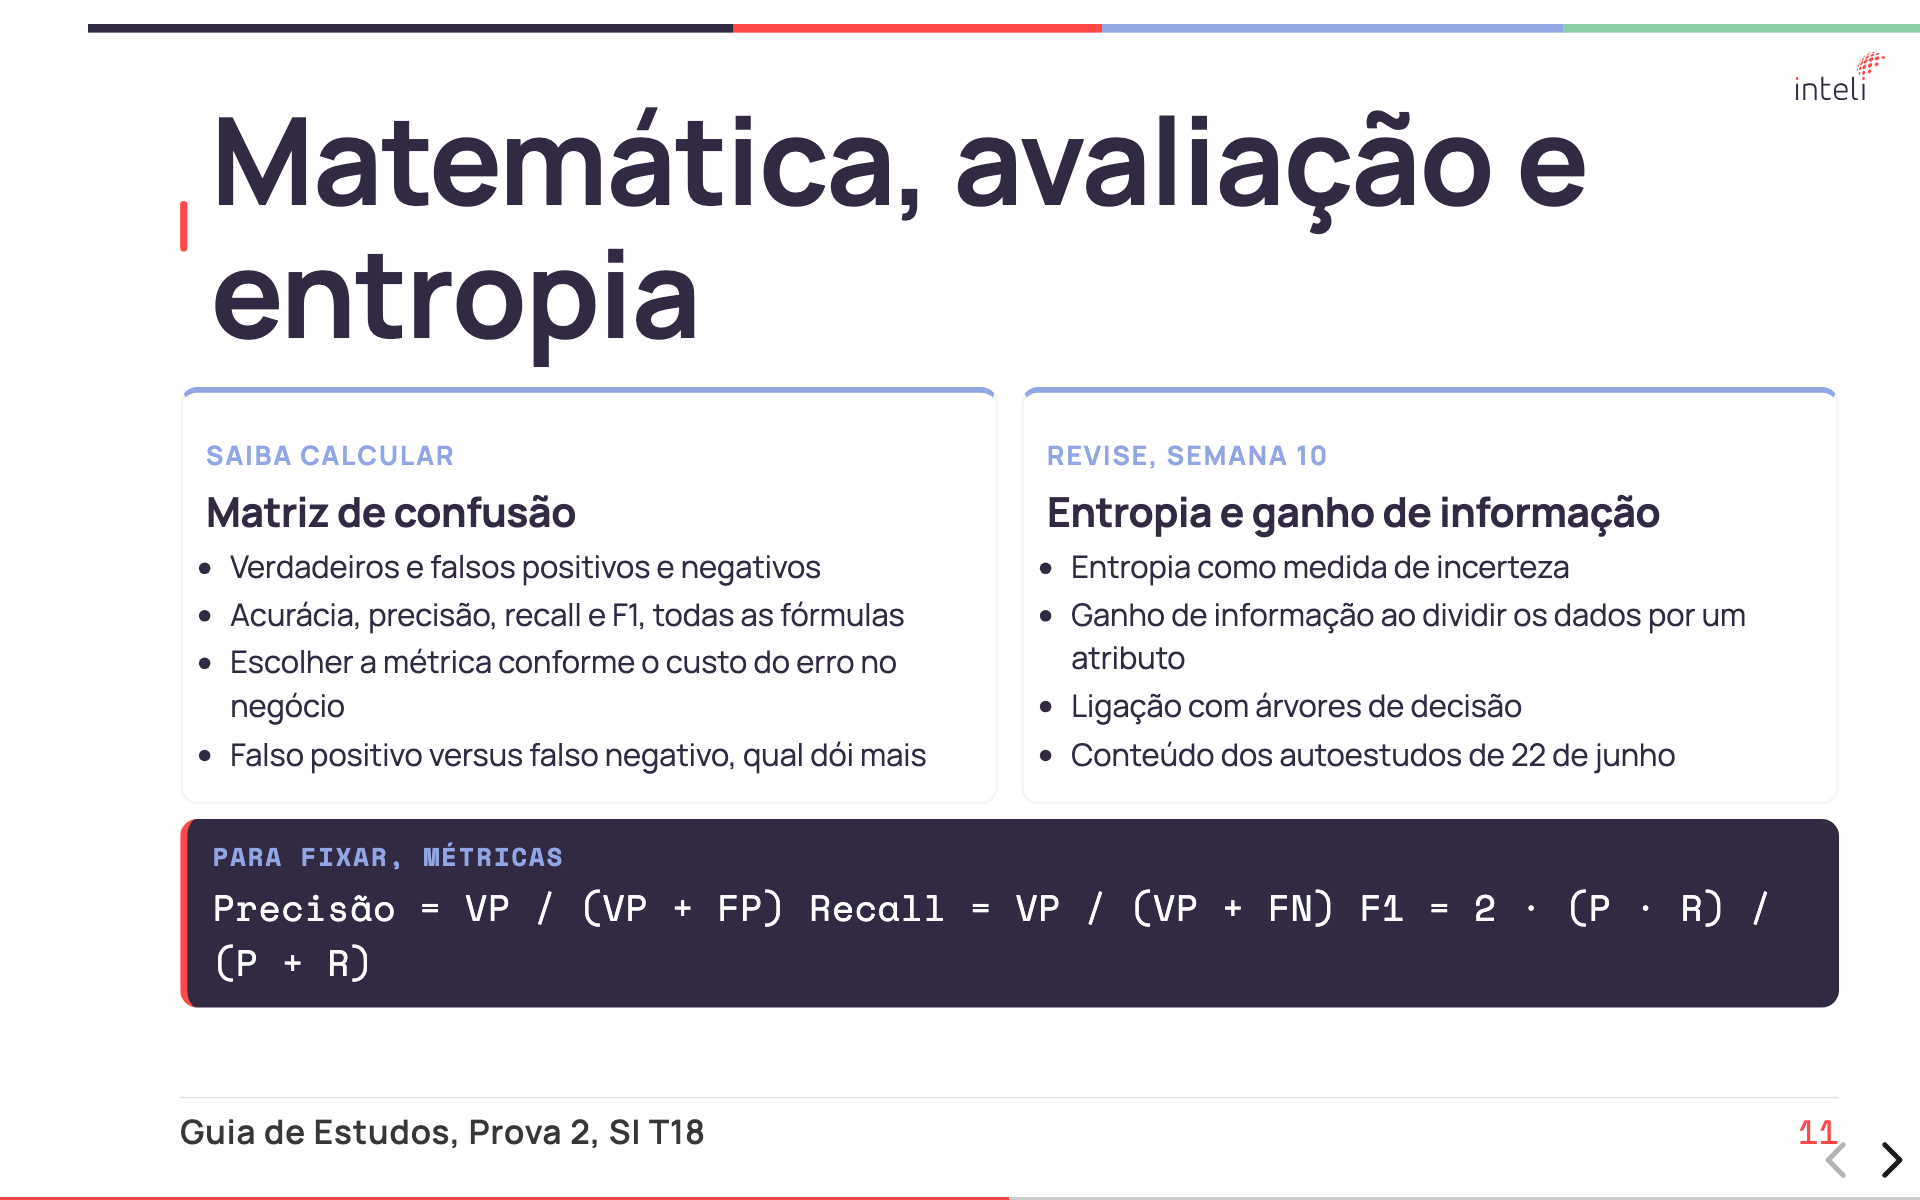 inteli
Matemática, avaliação e
entropia
SAIBA CALCULAR
Matriz de confusão
• Verdadeiros e falsos positivos e negativos
• Acurácia, precisão, recall e F1, todas as fórmulas
• Escolher a métrica conforme o custo do erro no
negócio
• Falso positivo versus falso negativo, qual dói mais
REVISE, SEMANA 10
Entropia e ganho de informação
• Entropia como medida de incerteza
• Ganho de informação ao dividir os dados por um
atributo
• Ligação com árvores de decisão
• Conteúdo dos autoestudos de 22 de junho
PARA FIXAR, MÉTRICAS
Precisão = VP / (VP + FP) Recall = VP / (VP + FN) F1 = 2 · (P · R) /
(P + R)
Guia de Estudos, Prova 2, SI T18
11